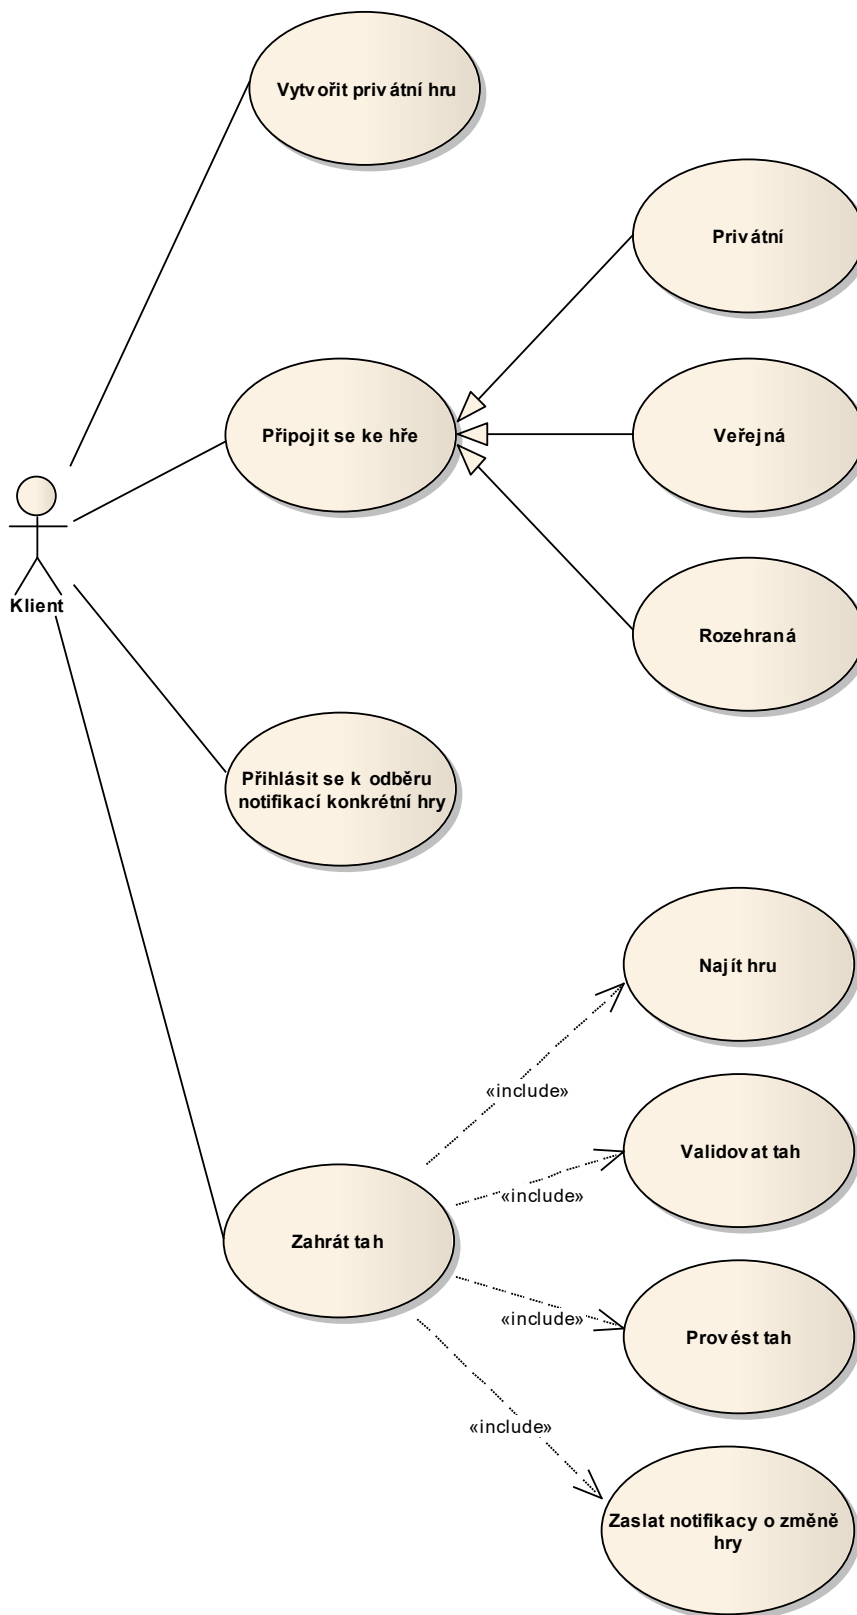 Vytvořit privátní hru
Privátní
Připojit se ke hře
Veřejná
Klient
Rozehraná
Přihlásit se k odběru
notifikací konkrétní hry
Najít hru
«include»
Validovat tah
«include»
Zahrát tah
«include»
Provést tah
«include»
Zaslat notifikacy o změně
hry